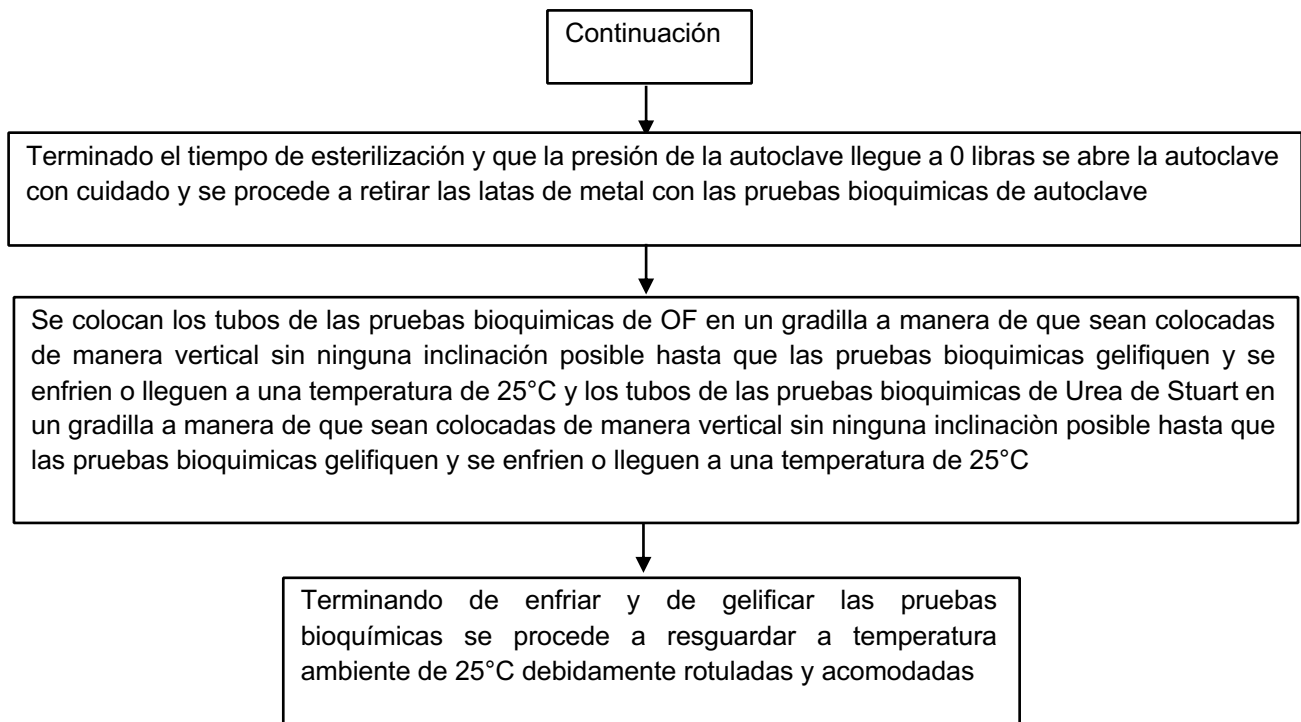 Continuación
Terminado el tiempo de esterilización y que la presión de la autoclave llegue a 0 libras se abre la autoclave
con cuidado y se procede a retirar las latas de metal con las pruebas bioquimicas de autoclave
Se colocan los tubos de las pruebas bioquimicas de OF en un gradilla a manera de que sean colocadas
de manera vertical sin ninguna inclinación posible hasta que las pruebas bioquimicas gelifiquen y se
enfrien o lleguen a una temperatura de 25°C y los tubos de las pruebas bioquimicas de Urea de Stuart en
un gradilla a manera de que sean colocadas de manera vertical sin ninguna inclinaciòn posible hasta que
las pruebas bioquimicas gelifiquen y se enfrien o lleguen a una temperatura de 25°C
Terminando de enfriar y de gelificar las pruebas
bioquímicas se procede a resguardar a temperatura
ambiente de 25°C debidamente rotuladas y acomodadas